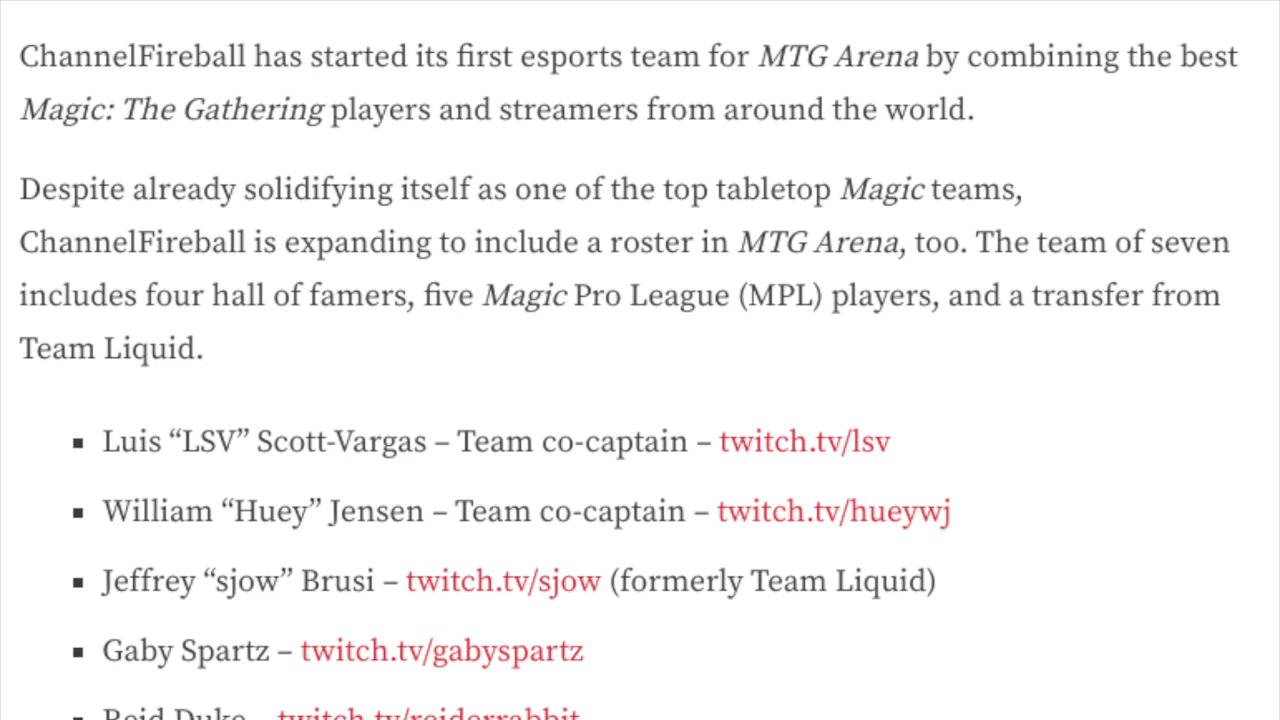 ChannelFireball has started its first esports team for MTG Arena by combining the best
Magic: The Gathering players and streamers from around the world.
Despite already solidifying itself as one of the top tabletop Magic teams,
ChannelFireball is expanding to include a roster in MTG Arena, too. The team of seven
includes four hall of famers, five Magic Pro League (MPL) players, and a transfer from
Team Liquid.
▪ Luis “LSV” Scott-Vargas – Team co-captain – twitch.tv/lsv
▪ William “Huey” Jensen – Team co-captain – twitch.tv/hueywj
▪ Jeffrey “sjow” Brusi – twitch.tv/sjow (formerly Team Liquid)
▪ Gaby Spartz – twitch.tv/gabyspartz
▪ Reid Duke – twitch.tv/reiderrabbit